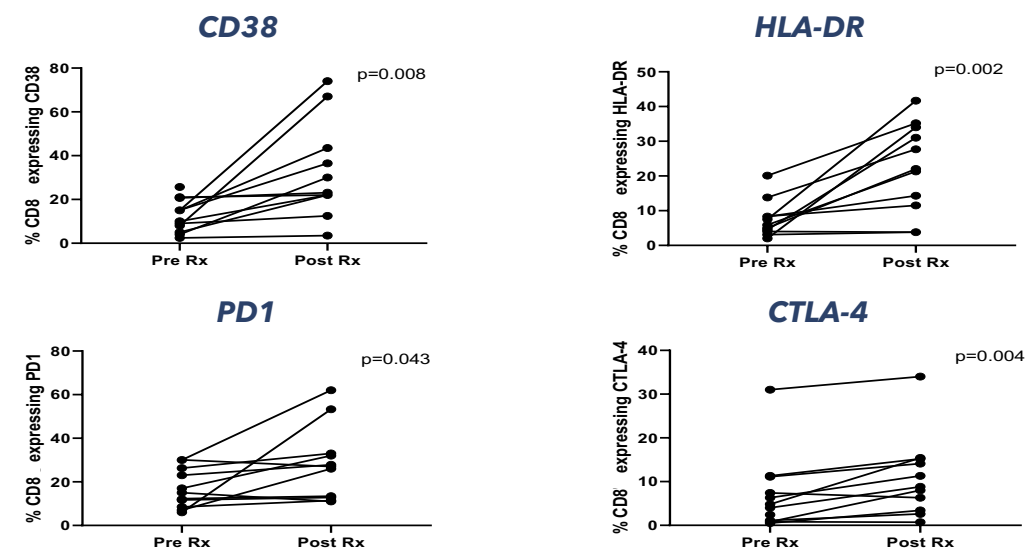 CD38
HLA-DR
% CD8 expressing CD38
80
60
40
20
0
p=0.008
Pre Rx
Post Rx
% CD8 expressing HLA-DR
50
40
30
20
10
0
p=0.002
Pre Rx
Post Rx
PD1
CTLA-4
% CD8 expressing PD1
80
60
40
20
0
p=0.043
Pre Rx
Post Rx
% CD8 expressing CTLA-4
40
30
20
10
0
p=0.004
Pre Rx
Post Rx